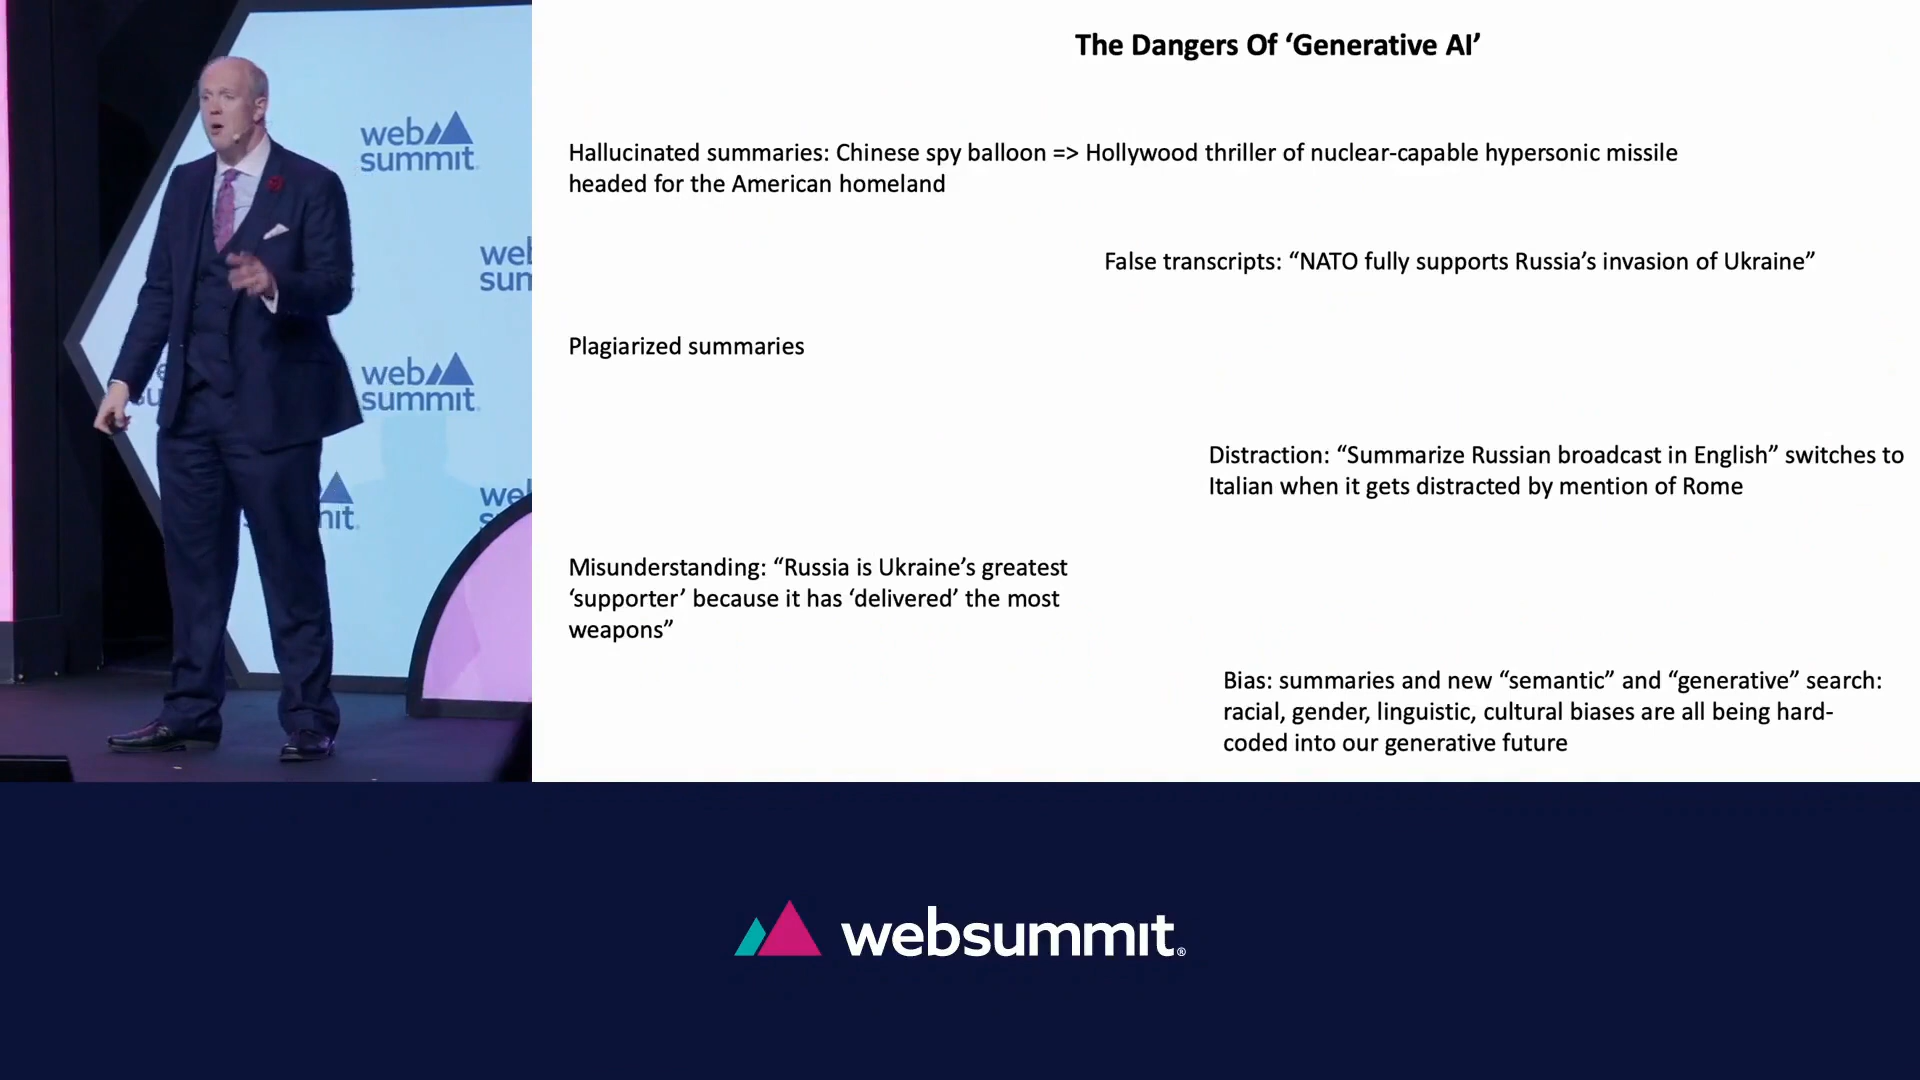 The Dangers Of ‘Generative AI’
Hallucinated summaries: Chinese spy balloon => Hollywood thriller of nuclear-capable hypersonic missile
headed for the American homeland
False transcripts: “NATO fully supports Russia’s invasion of Ukraine”
Plagiarized summaries
Distraction: “Summarize Russian broadcast in English” switches to
Italian when it gets distracted by mention of Rome
Misunderstanding: “Russia is Ukraine’s greatest
‘supporter’ because it has ‘delivered’ the most
weapons”
Bias: summaries and new “semantic” and “generative” search:
racial, gender, linguistic, cultural biases are all being hard-
coded into our generative future
web
summit
web
sum
web
summit
websummit®